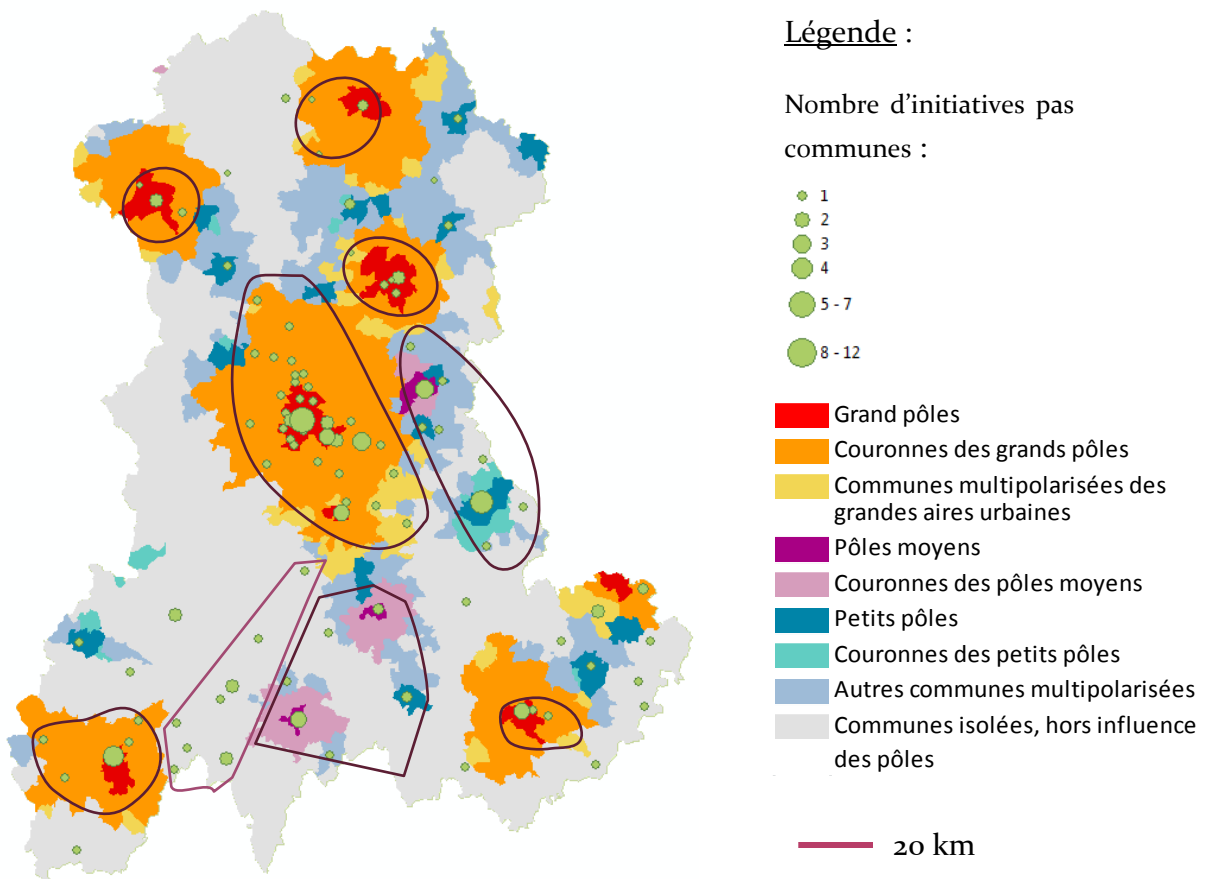 Légende :
Nombre d'initiatives pas
communes :
1
2
3
4
5 - 7
8 - 12
Grand pôles
Couronnes des grands pôles
Communes multipolarisées des
grandes aires urbaines
Pôles moyens
Couronnes des pôles moyens
Petits pôles
Couronnes des petits pôles
Autres communes multipolarisées
Communes isolées, hors influence
des pôles
20 km